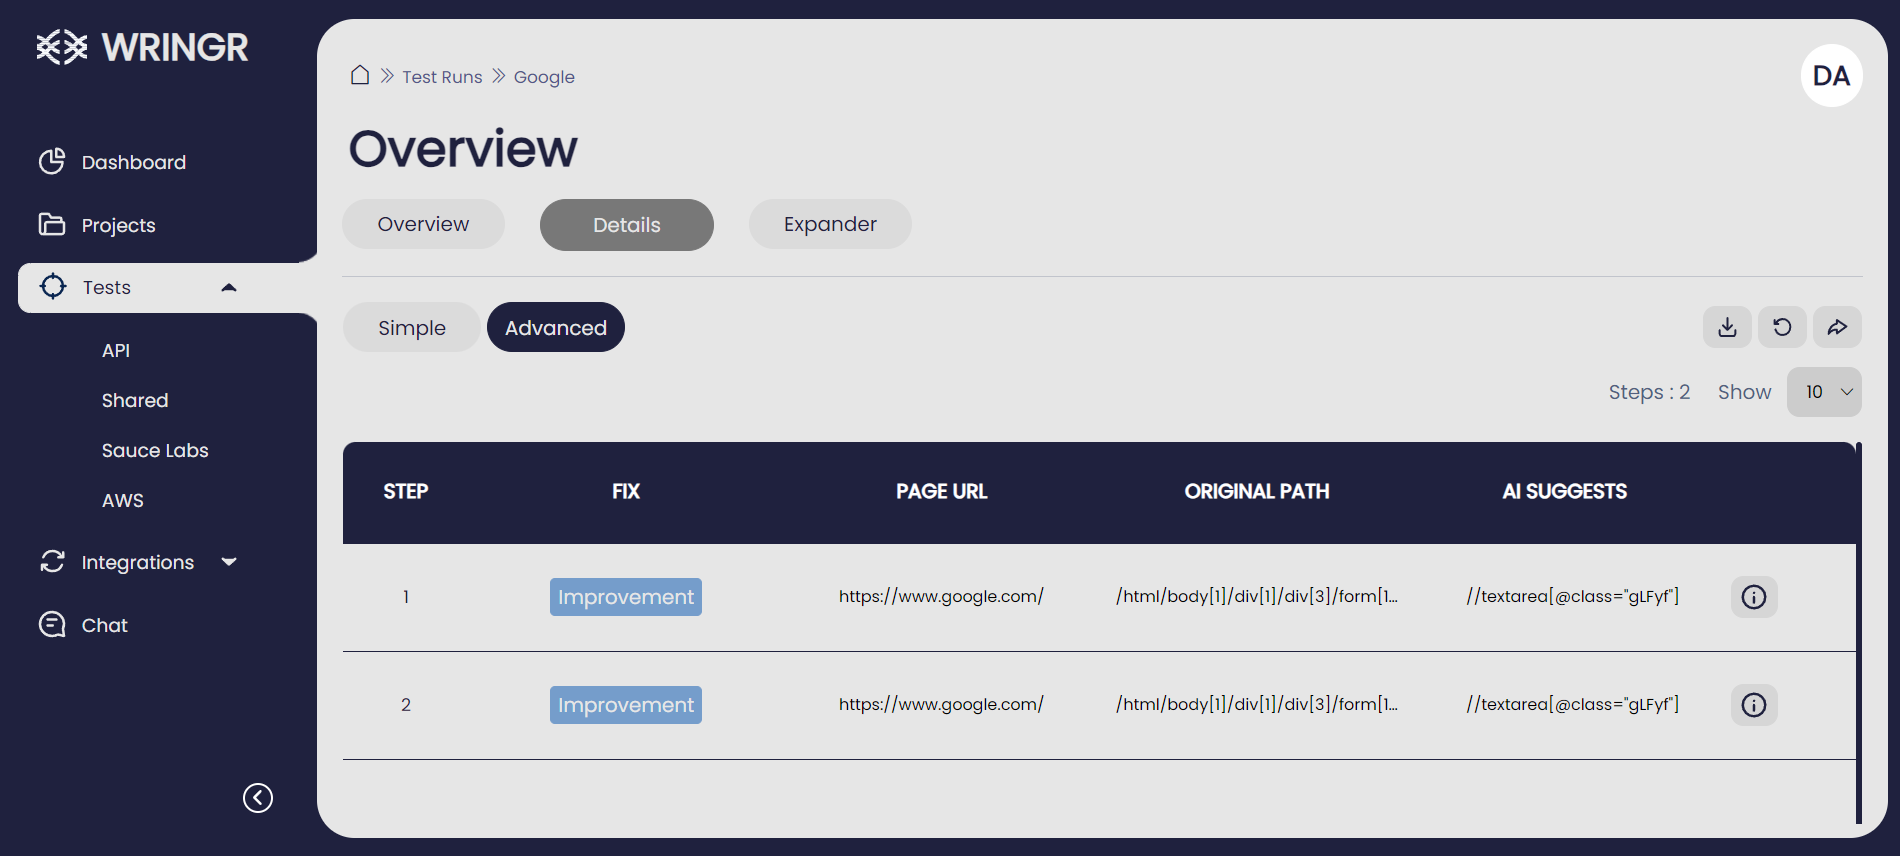 WRINGR
Dashboard
Projects
Tests
API
Shared
Sauce Labs
AWS
Integrations
Chat
Test Runs Google
DA
Overview
Overview Details Expander
Simple Advanced
Steps : 2 Show 10
STEP FIX PAGE URL ORIGINAL PATH AI SUGGESTS
1 Improvement https://www.google.com/ /html/body[1]/div[1]/div[3]/form[1... //textarea[@class="gLFyf"]
2 Improvement https://www.google.com/ /html/body[1]/div[1]/div[3]/form[1... //textarea[@class="gLFyf"]